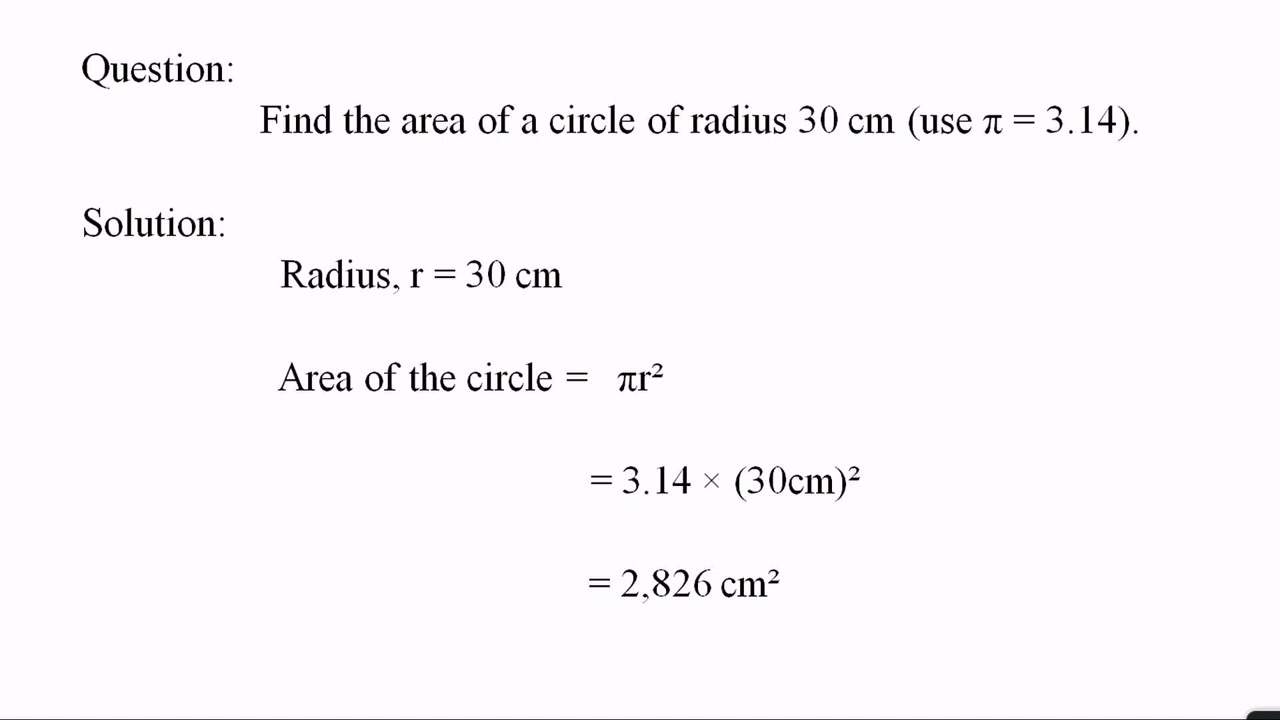 Question:
Find the area of a circle of radius 30 cm (use π = 3.14).
Solution:
Radius, r = 30 cm
Area of the circle = πr²
= 3.14 × (30cm)²
= 2,826 cm²